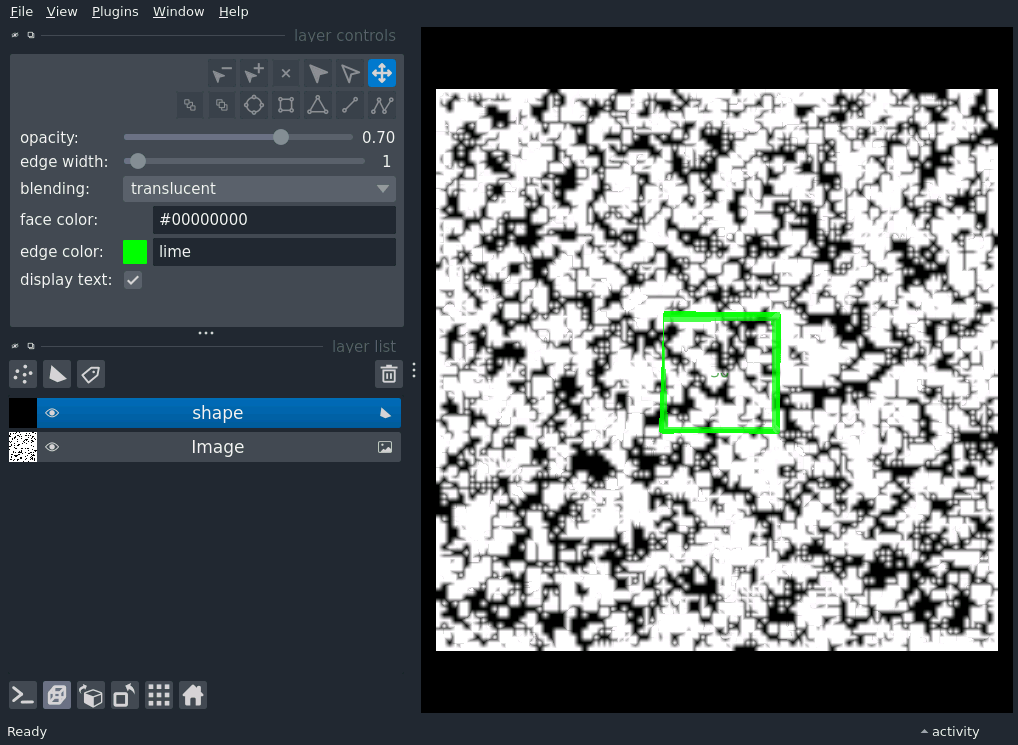 File View Plugins Window Help
layer controls
opacity: 0.70
edge width: 1
blending: translucent
face color: #00000000
edge color: lime
display text:
layer list
shape
Image
Ready
activity